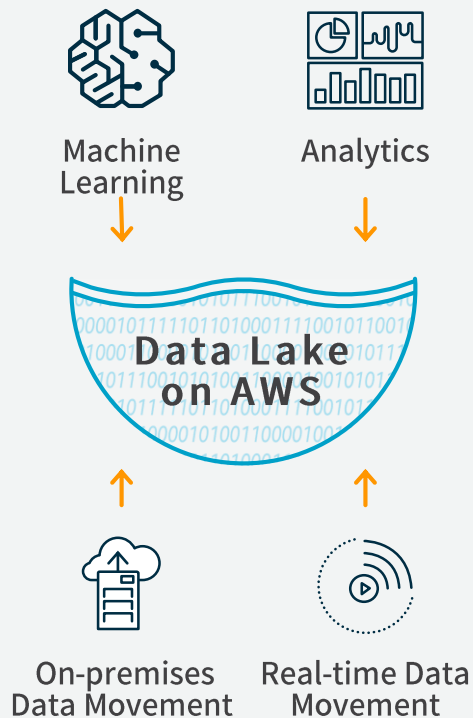 Machine
Learning
Analytics
Data Lake
on AWS
On-premises
Data Movement
Real-time Data
Movement